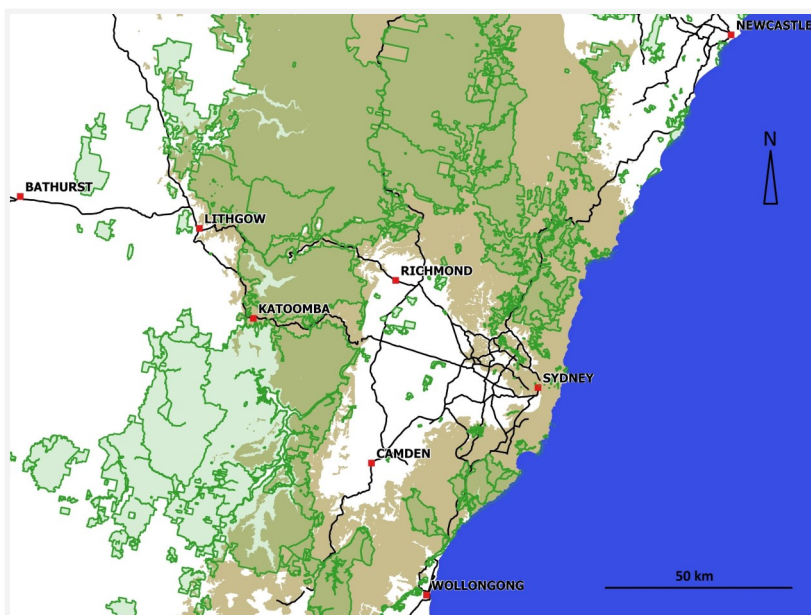 NEWCASTLE
N
BATHURST
LITHGOW
RICHMOND
KATOOMBA
SYDNEY
CAMDEN
50 km
WOLLONGONG